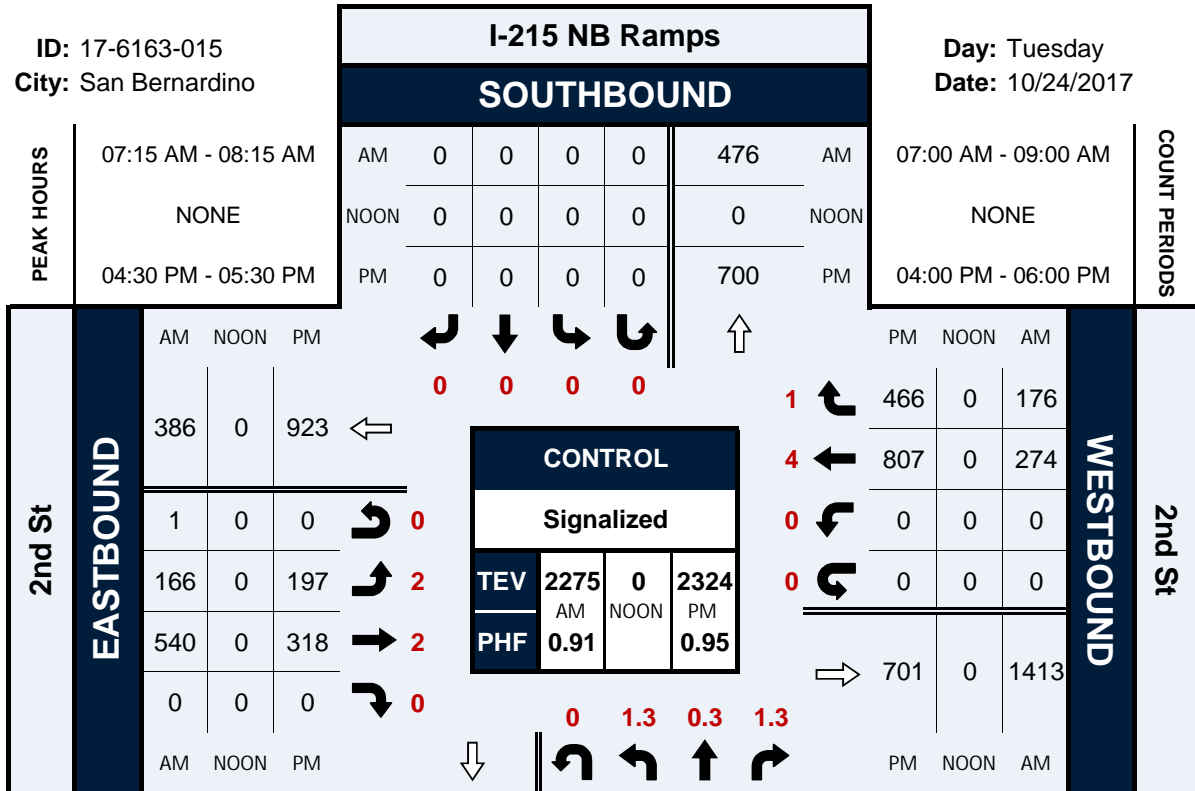 I-215 NB Ramps
ID: 17-6163-015
Day: Tuesday
City: San Bernardino
Date: 10/24/2017
SOUTHBOUND
PEAK HOURS
07:15 AM - 08:15 AM
NONE
04:30 PM - 05:30 PM
AM 0 0 0 0 476 AM
NOON 0 0 0 0 0 NOON
PM 0 0 0 0 700 PM
07:00 AM - 09:00 AM
NONE
04:00 PM - 06:00 PM
COUNT PERIODS
0 0 0 0
2nd St
EASTBOUND
AM NOON PM
386 0 923
1 0 0 0
166 0 197 2
540 0 318 2
0 0 0 0
AM NOON PM
CONTROL
Signalized
TEV 2275 0 2324
AM NOON PM
PHF 0.91 0.95
PM NOON AM
1 466 0 176
4 807 0 274
0 0 0 0
0 0 0 0
701 0 1413
PM NOON AM
WESTBOUND
2nd St
0 1.3 0.3 1.3